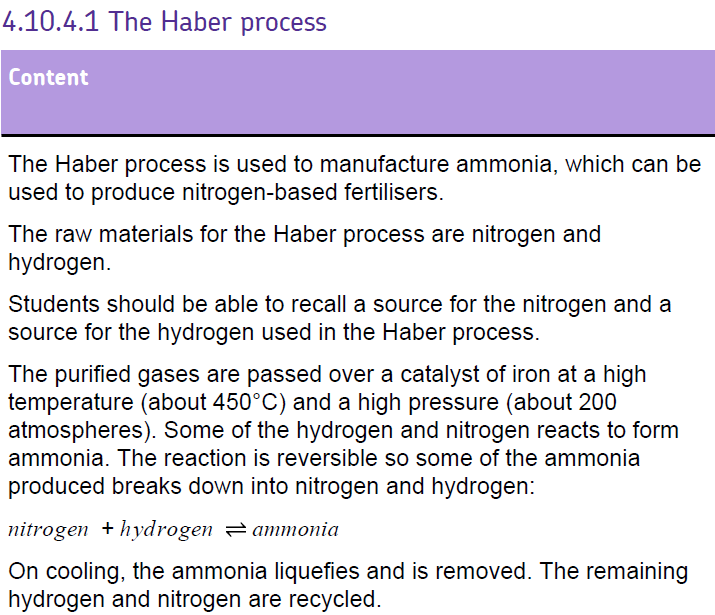 4.10.4.1 The Haber process
Content
The Haber process is used to manufacture ammonia, which can be
used to produce nitrogen-based fertilisers.
The raw materials for the Haber process are nitrogen and
hydrogen.
Students should be able to recall a source for the nitrogen and a
source for the hydrogen used in the Haber process.
The purified gases are passed over a catalyst of iron at a high
temperature (about 450°C) and a high pressure (about 200
atmospheres). Some of the hydrogen and nitrogen reacts to form
ammonia. The reaction is reversible so some of the ammonia
produced breaks down into nitrogen and hydrogen:
nitrogen + hydrogen ⇌ ammonia
On cooling, the ammonia liquefies and is removed. The remaining
hydrogen and nitrogen are recycled.